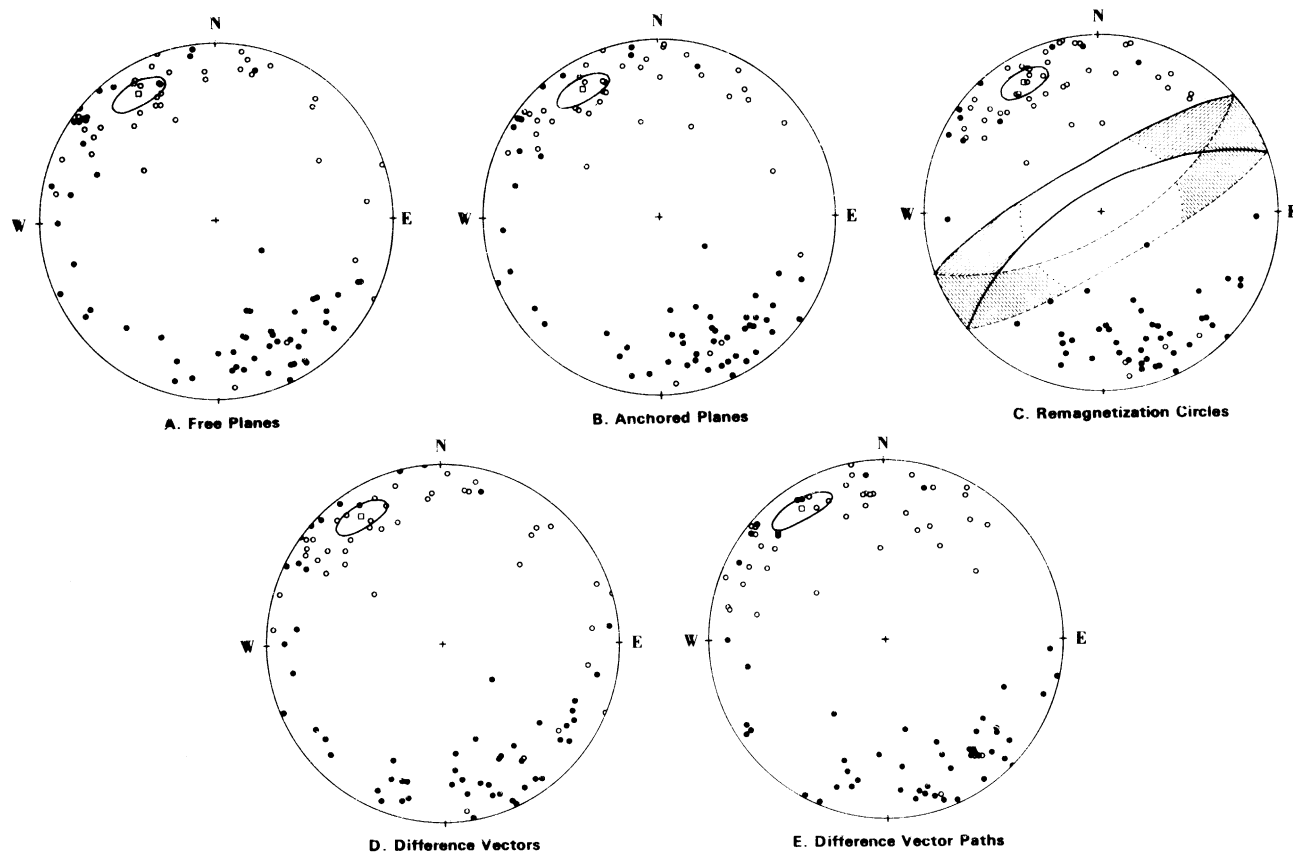 N
N
N
W
E
W
E
W
E
A. Free Planes
B. Anchored Planes
C. Remagnetization Circles
N
N
W
E
W
E
D. Difference Vectors
E. Difference Vector Paths